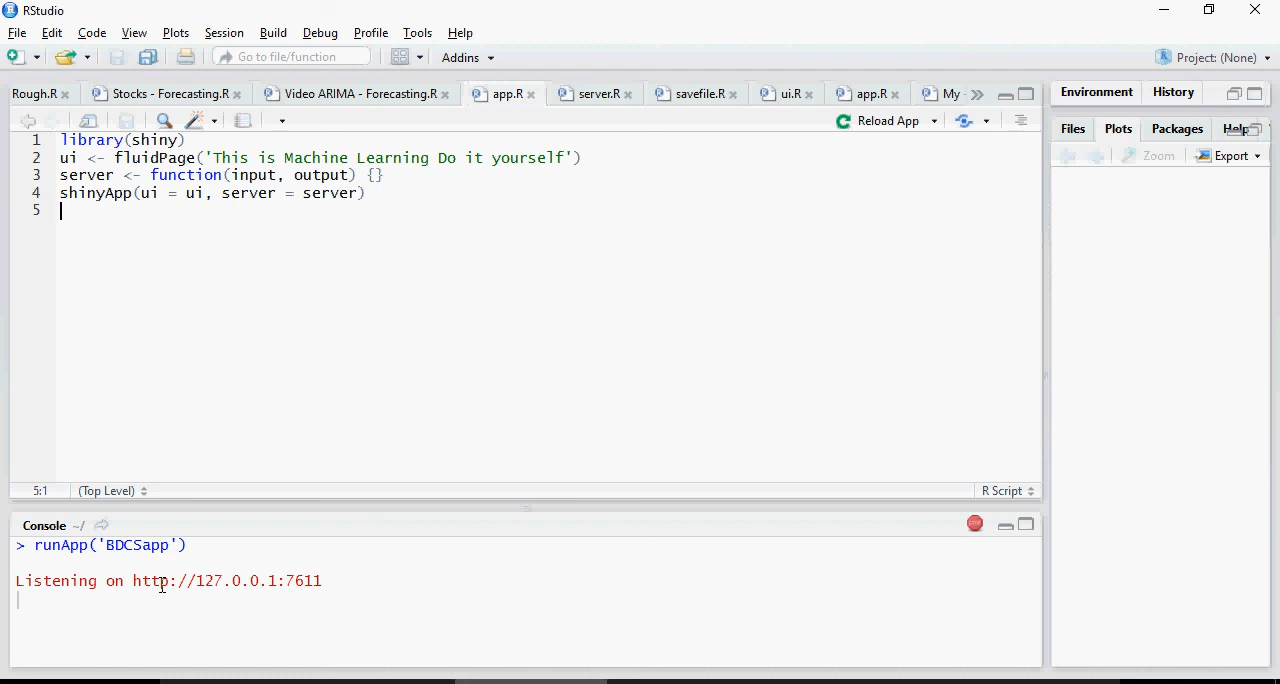 RStudio
File Edit Code View Plots Session Build Debug Profile Tools Help
Go to file/function Addins Project: (None)
Rough.R Stocks - Forecasting.R Video ARIMA - Forecasting.R app.R server.R savefile.R ui.R app.R My
Reload App
1 library(shiny)
2 ui <- fluidPage('This is Machine Learning Do it yourself')
3 server <- function(input, output) {}
4 shinyApp(ui = ui, server = server)
5
5:1 (Top Level) R Script
Console ~/
STOP
> runApp('BDCSapp')
Listening on http://127.0.0.1:7611
Environment History
Files Plots Packages Help
Zoom Export